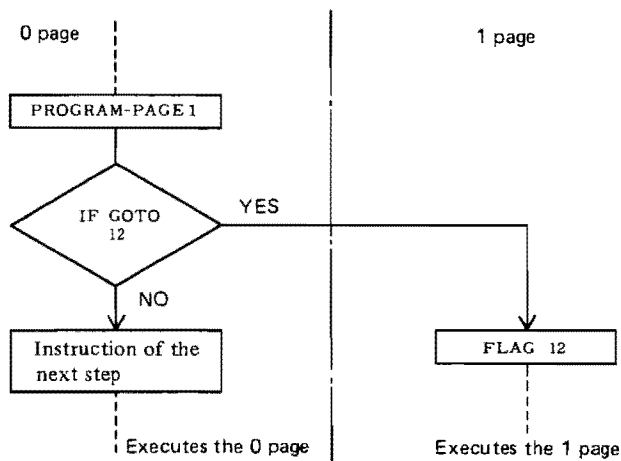 0 page
1 page
PROGRAM-PAGE 1
IF GOTO
12
YES
NO
Instruction of the
next step
FLAG 12
Executes the 0 page
Executes the 1 page